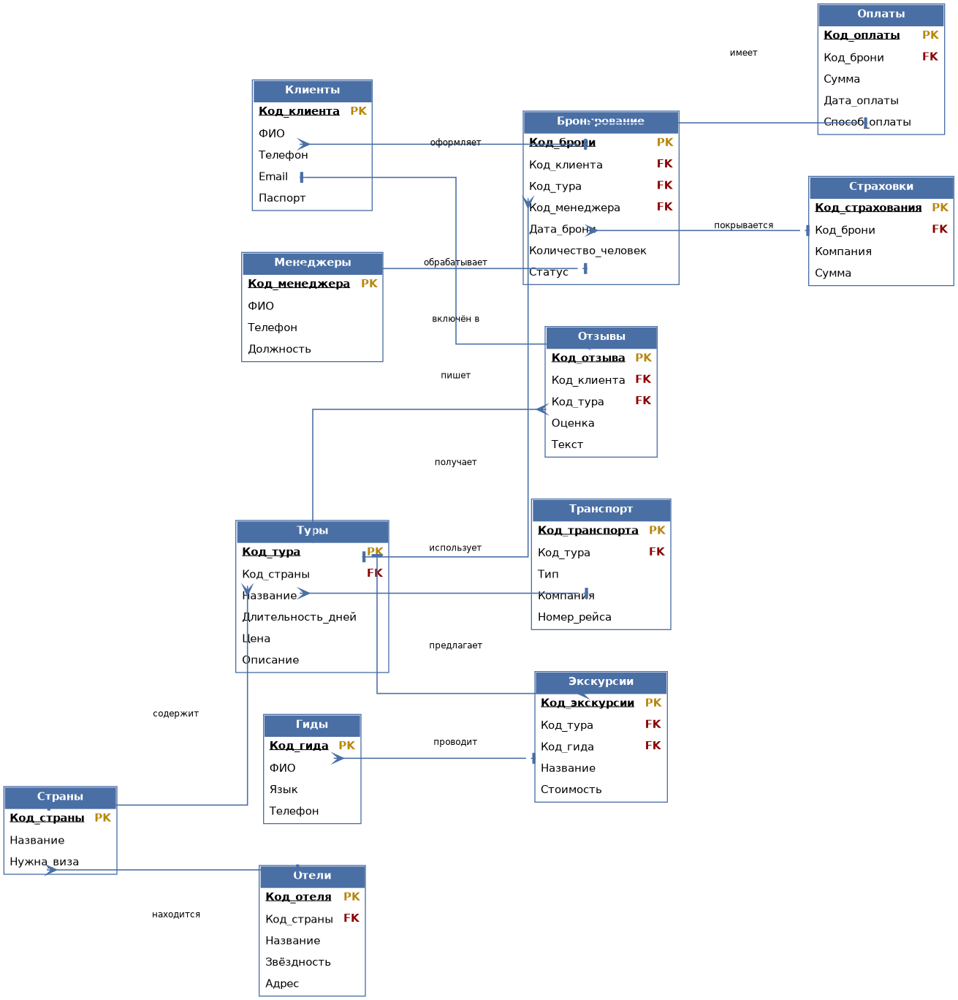 Оплаты
Код_оплаты PK
Код_брони FK
Сумма
Дата_оплаты
Способ_оплаты
имеет
Клиенты
Код_клиента PK
ФИО
Телефон
Email
Паспорт
оформляет
Бронирование
Код_брони PK
Код_клиента FK
Код_тура FK
Код_менеджера FK
Дата_брони
Количество_человек
Статус
покрывается
Страховки
Код_страхования PK
Код_брони FK
Компания
Сумма
Менеджеры
Код_менеджера PK
ФИО
Телефон
Должность
обрабатывает
включён в
Отзывы
Код_отзыва PK
Код_клиента FK
Код_тура FK
Оценка
Текст
пишет
получает
Транспорт
Код_транспорта PK
Код_тура FK
Тип
Компания
Номер_рейса
Туры
Код_тура PK
Код_страны FK
Название
Длительность_дней
Цена
Описание
использует
предлагает
Экскурсии
Код_экскурсии PK
Код_тура FK
Код_гида FK
Название
Стоимость
содержит
Гиды
Код_гида PK
ФИО
Язык
Телефон
проводит
Страны
Код_страны PK
Название
Нужна_виза
находится
Отели
Код_отеля PK
Код_страны FK
Название
Звёздность
Адрес